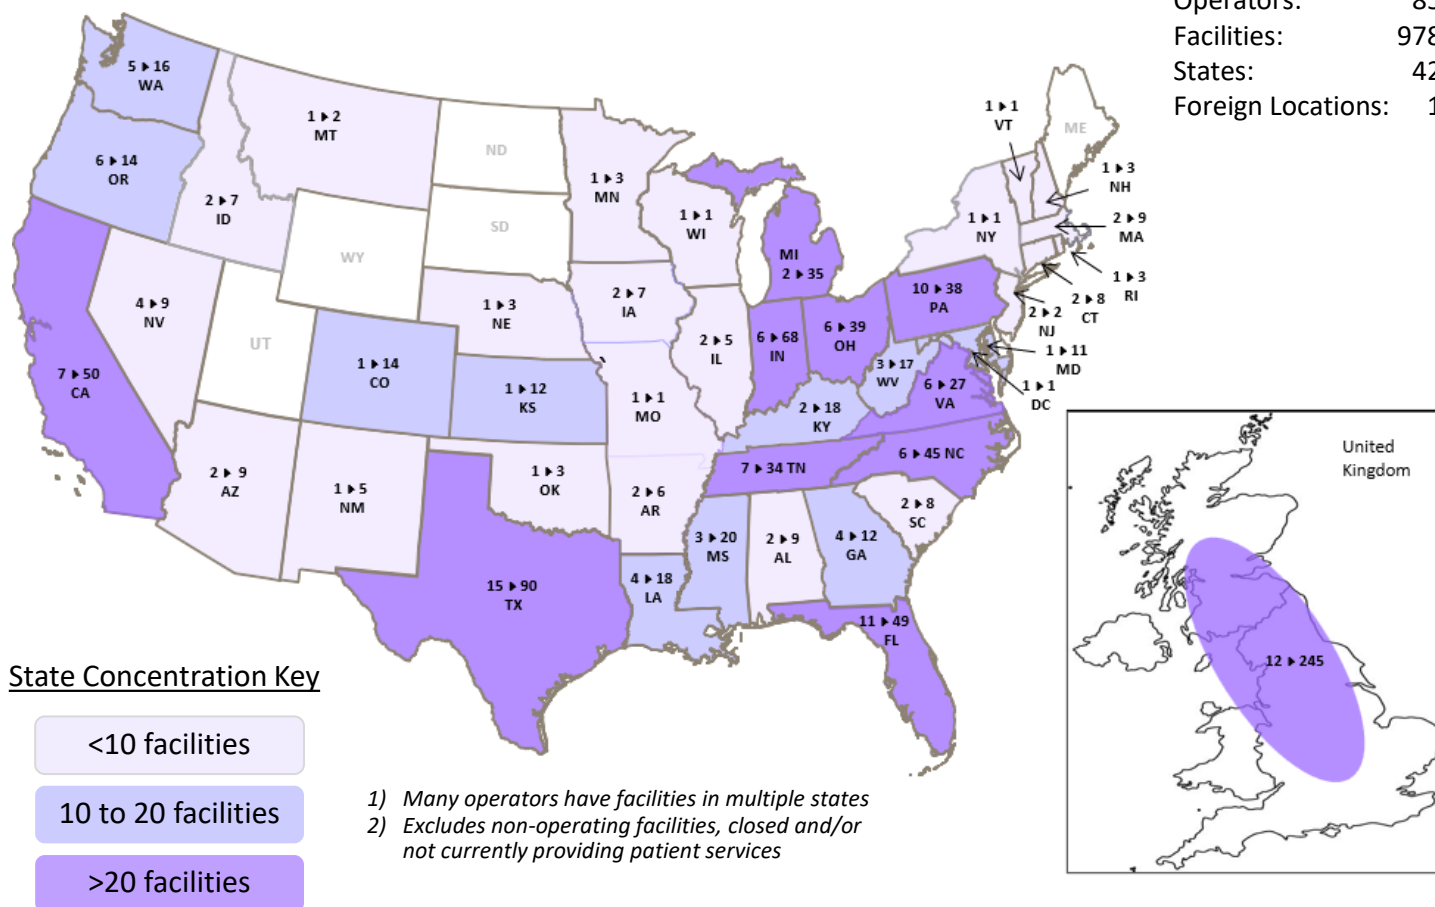 Operators:
Facilities: 978
States: 42
Foreign Locations: 1
5 ▶ 16
WA
6 ▶ 14
OR
1 ▶ 2
MT
2 ▶ 7
ID
ND
SD
WY
1 ▶ 3
MN
1 ▶ 1
WI
MI
2 ▶ 35
1 ▶ 1
VT
ME
1 ▶ 3
NH
1 ▶ 1
NY
2 ▶ 9
MA
1 ▶ 3
RI
2 ▶ 8
CT
2 ▶ 2
NJ
1 ▶ 11
MD
1 ▶ 1
DC
4 ▶ 9
NV
UT
7 ▶ 50
CA
1 ▶ 14
CO
1 ▶ 3
NE
2 ▶ 7
IA
2 ▶ 5
IL
6 ▶ 68
IN
6 ▶ 39
OH
10 ▶ 38
PA
3 ▶ 17
WV
6 ▶ 27
VA
1 ▶ 12
KS
1 ▶ 1
MO
2 ▶ 18
KY
7 ▶ 34 TN
6 ▶ 45 NC
2 ▶ 9
AZ
1 ▶ 5
NM
1 ▶ 3
OK
2 ▶ 6
AR
2 ▶ 8
SC
3 ▶ 20
MS
2 ▶ 9
AL
4 ▶ 12
GA
15 ▶ 90
TX
4 ▶ 18
LA
11 ▶ 49
FL
United
Kingdom
12 ▶ 245
State Concentration Key
<10 facilities
10 to 20 facilities
>20 facilities
1) Many operators have facilities in multiple states
2) Excludes non-operating facilities, closed and/or
not currently providing patient services